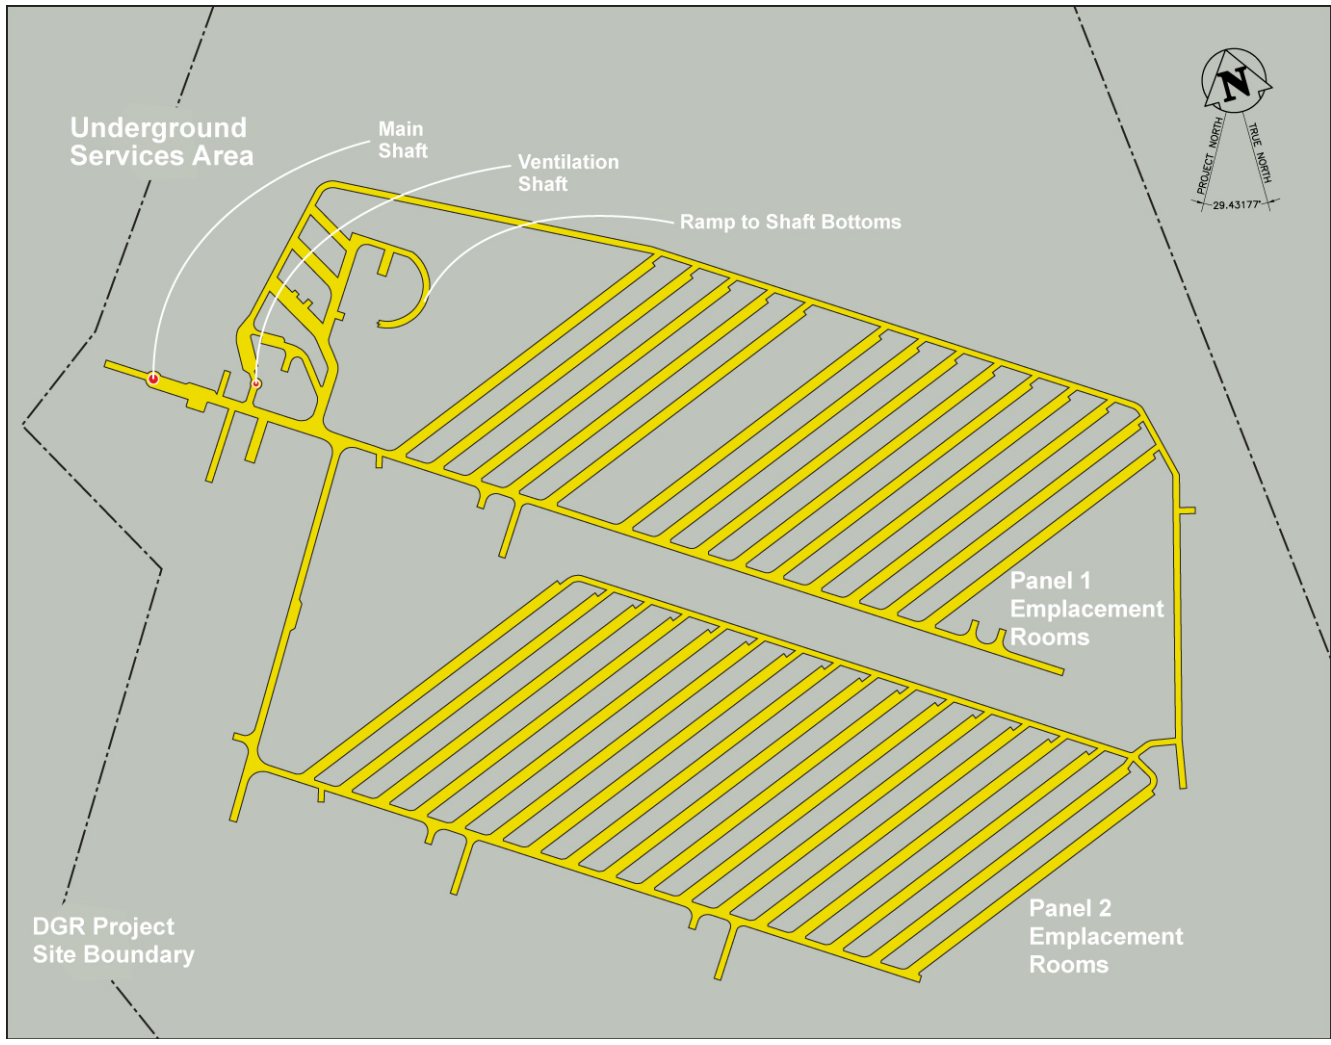 Underground
Services Area
Main
Shaft
Ventilation
Shaft
Ramp to Shaft Bottoms
N
PROJECT NORTH
TRUE NORTH
29.43177°
Panel 1
Emplacement
Rooms
Panel 2
Emplacement
Rooms
DGR Project
Site Boundary